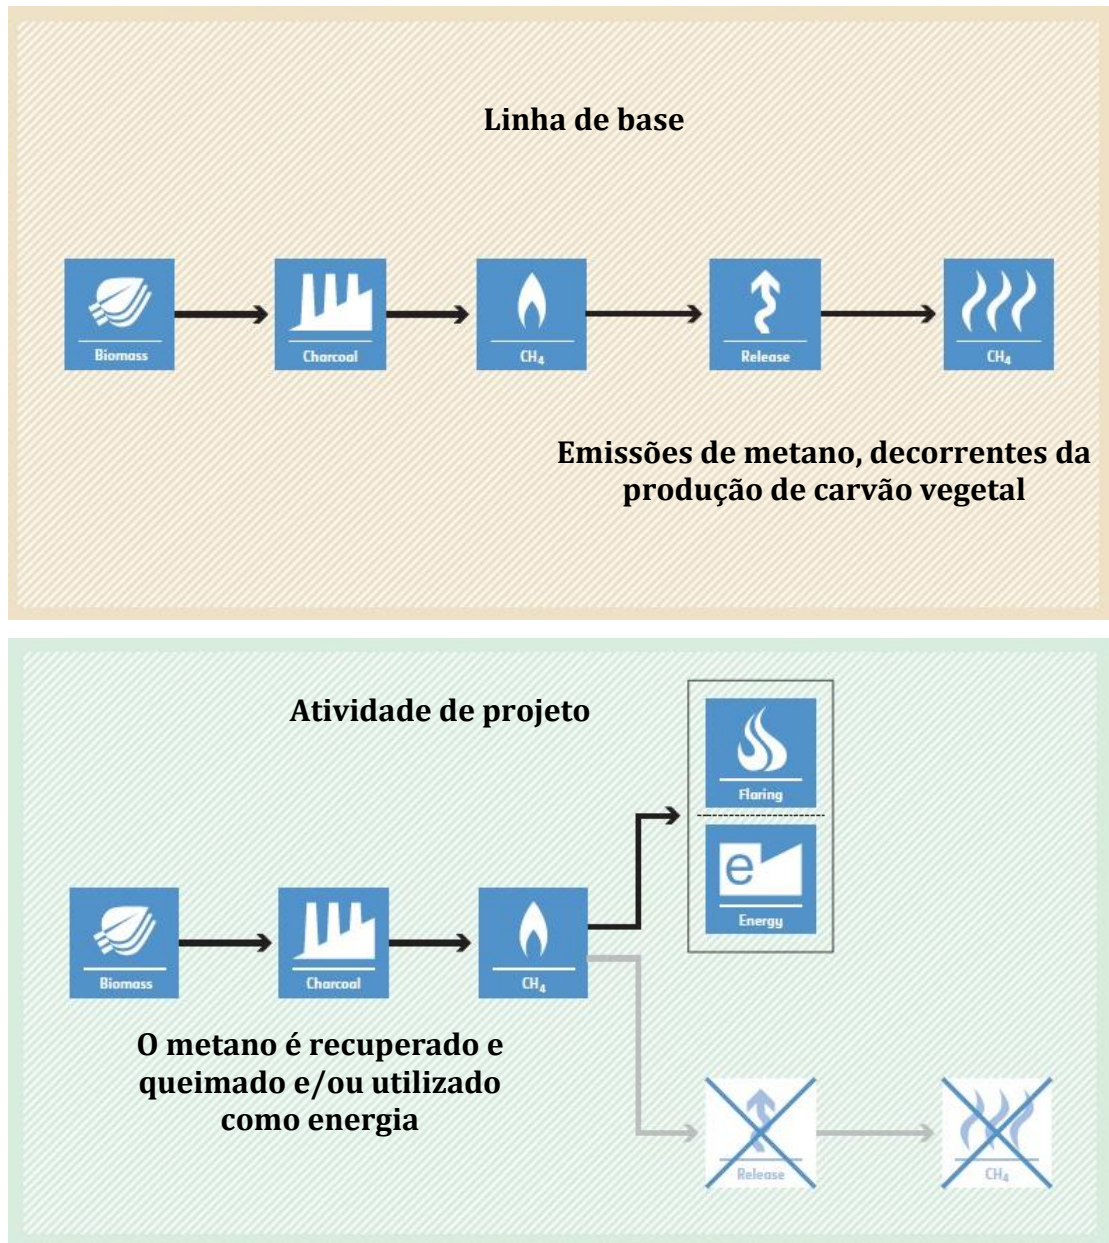 Linha de base
Biomass
Charcoal
CH₄
Release
CH₄
Emissões de metano, decorrentes da
produção de carvão vegetal
Atividade de projeto
Flaring
e
Energy
Biomass
Charcoal
CH₄
O metano é recuperado e
queimado e/ou utilizado
como energia
Release
CH₄